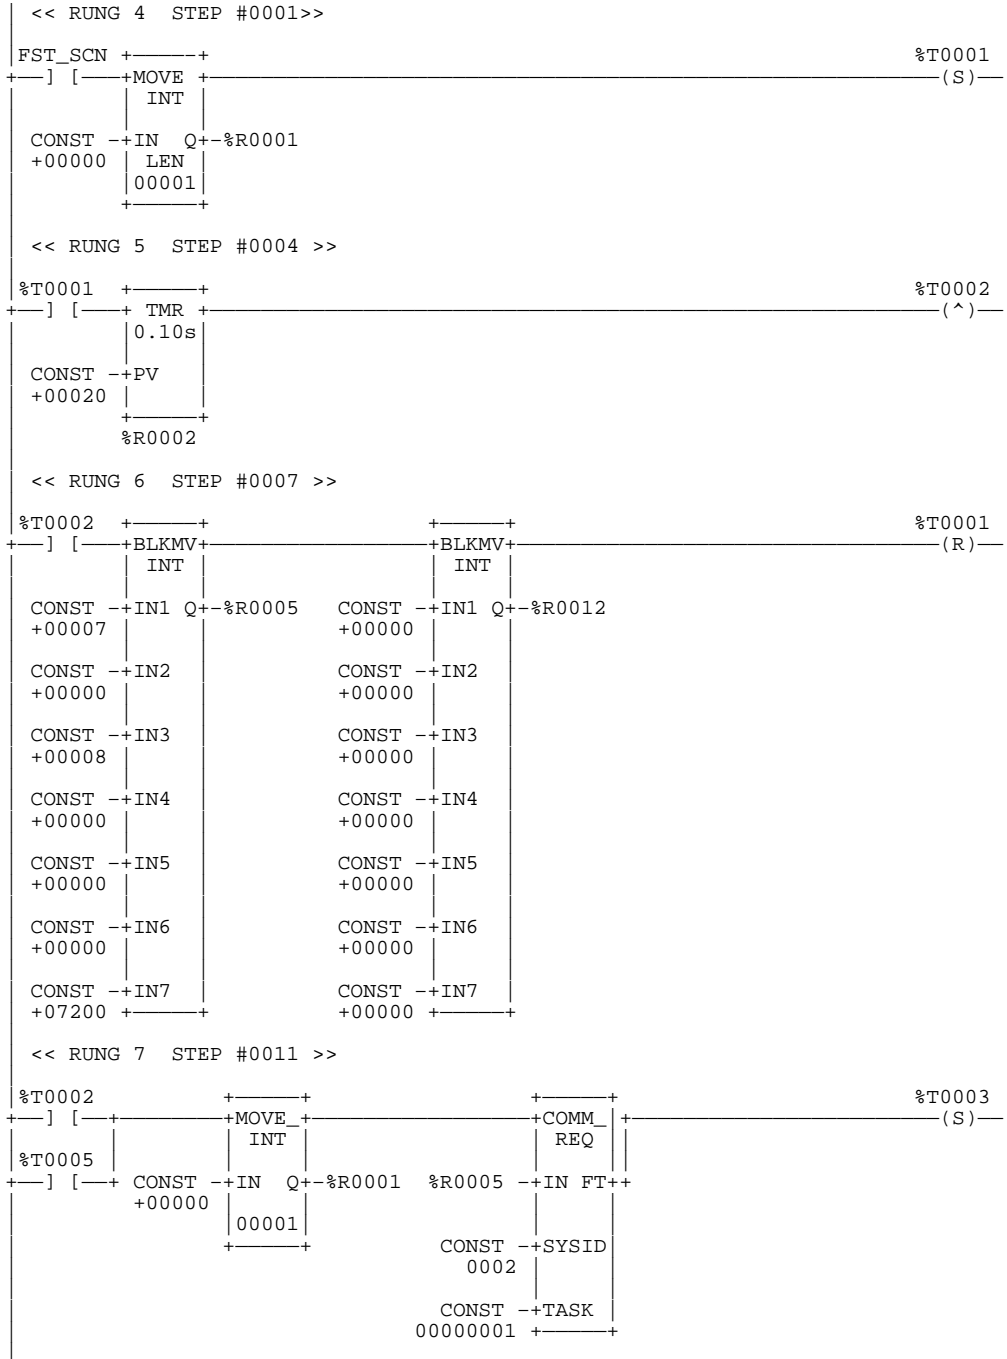 << RUNG 4 STEP #0001>>
FST_SCN %T0001
] [ MOVE (S)
INT
CONST IN Q %R0001
+00000 LEN
00001
<< RUNG 5 STEP #0004 >>
%T0001 %T0002
] [ TMR (^)
0.10s
CONST PV
+00020
%R0002
<< RUNG 6 STEP #0007 >>
%T0002 %T0001
] [ BLKMV BLKMV (R)
INT INT
CONST IN1 Q %R0005 CONST IN1 Q %R0012
+00007 +00000
CONST IN2 CONST IN2
+00000 +00000
CONST IN3 CONST IN3
+00008 +00000
CONST IN4 CONST IN4
+00000 +00000
CONST IN5 CONST IN5
+00000 +00000
CONST IN6 CONST IN6
+00000 +00000
CONST IN7 CONST IN7
+07200 +00000
<< RUNG 7 STEP #0011 >>
%T0002 %T0003
] [ MOVE_ COMM_ (S)
INT REQ
%T0005
] [ CONST IN Q %R0001 %R0005 IN FT
+00000
00001
CONST SYSID
0002
CONST TASK
00000001